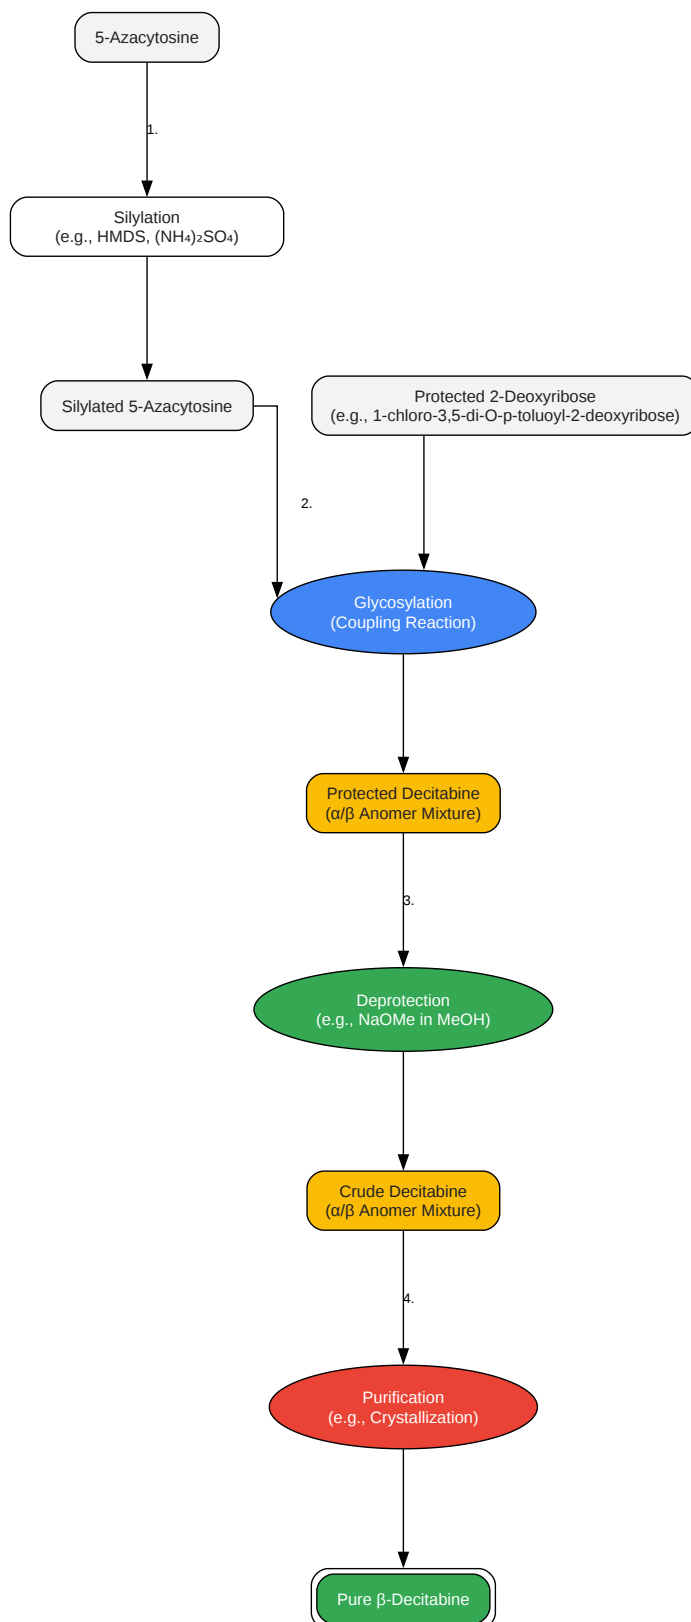 5-Azacytosine
1.
Silylation
(e.g., HMDS, (NH₄)₂SO₄)
Silylated 5-Azacytosine
Protected 2-Deoxyribose
(e.g., 1-chloro-3,5-di-O-p-toluoyl-2-deoxyribose)
2.
Glycosylation
(Coupling Reaction)
Protected Decitabine
(α/β Anomer Mixture)
3.
Deprotection
(e.g., NaOMe in MeOH)
Crude Decitabine
(α/β Anomer Mixture)
4.
Purification
(e.g., Crystallization)
Pure β-Decitabine